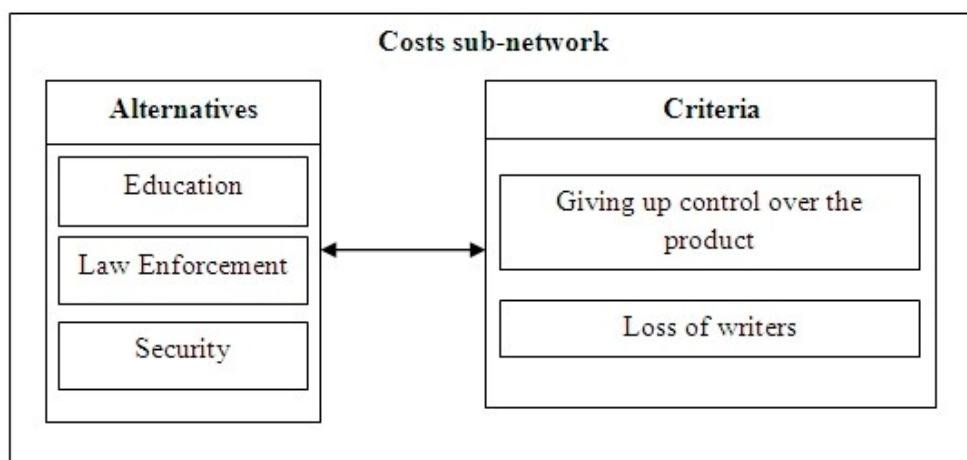 Costs sub-network
Alternatives
Education
Law Enforcement
Security
Criteria
Giving up control over the
product
Loss of writers